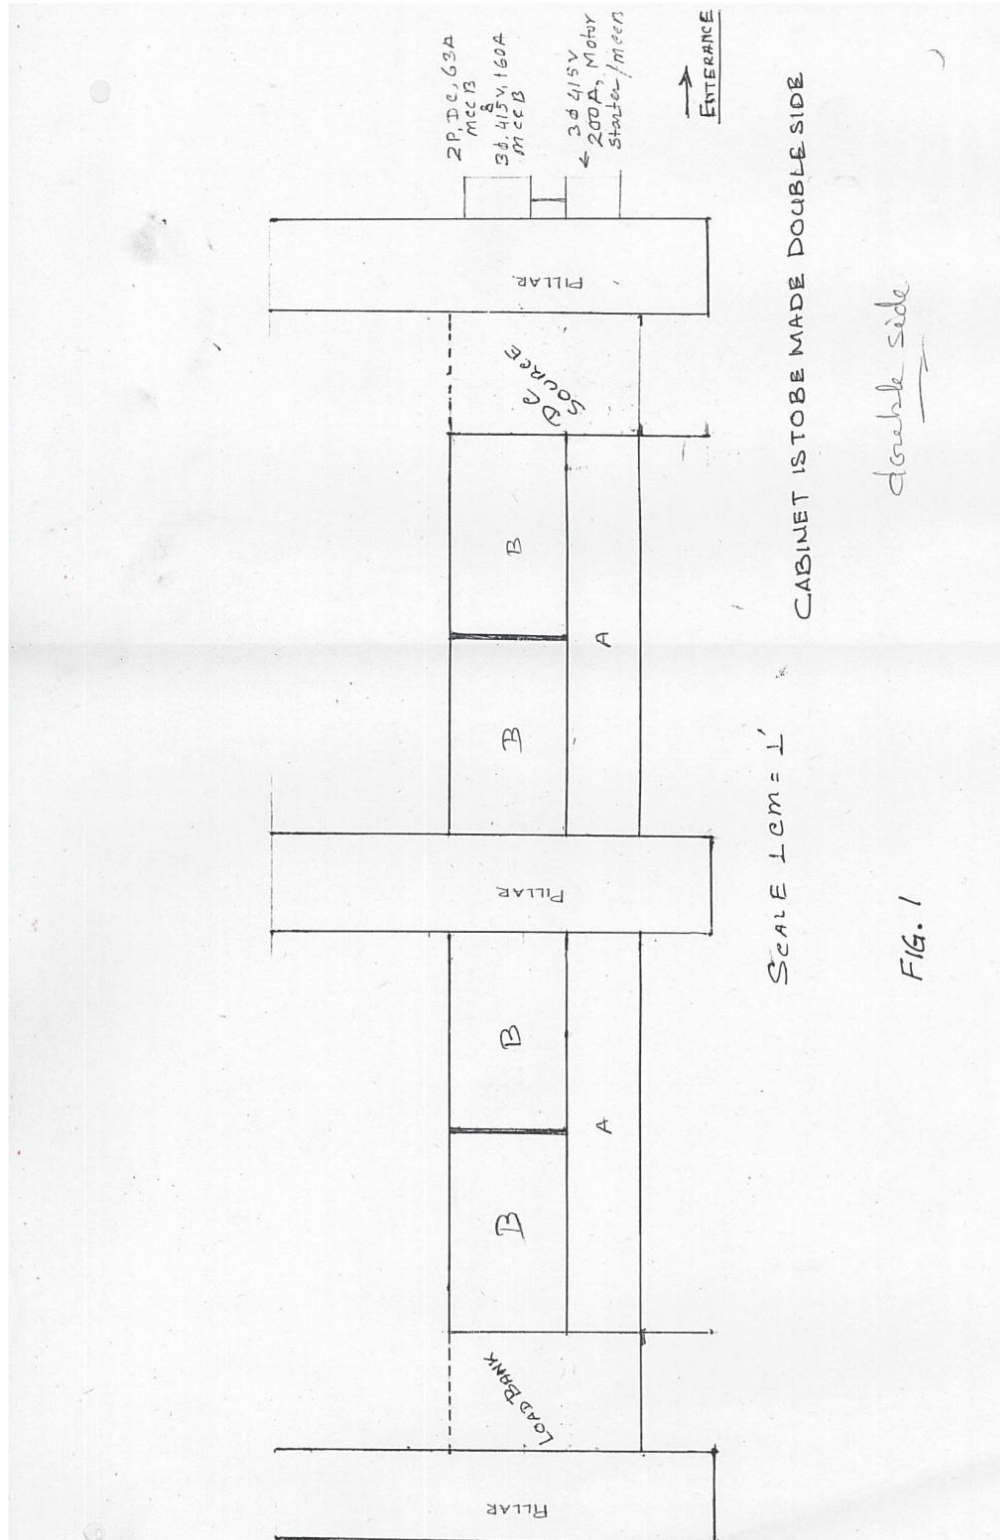 PILLAR
LOAD BANK
B
B
A
PILLAR
B
B
A
DC
SOURCE
PILLAR
2P, DC, 63A
MCCB
&
3φ, 415V, 160A
MCCB
← 3φ 415V
200A, Motor
Starter/
→
ENTERANCE
SCALE 1cm = 1'
CABINET IS TO BE MADE DOUBLE SIDE
double side
FIG. 1